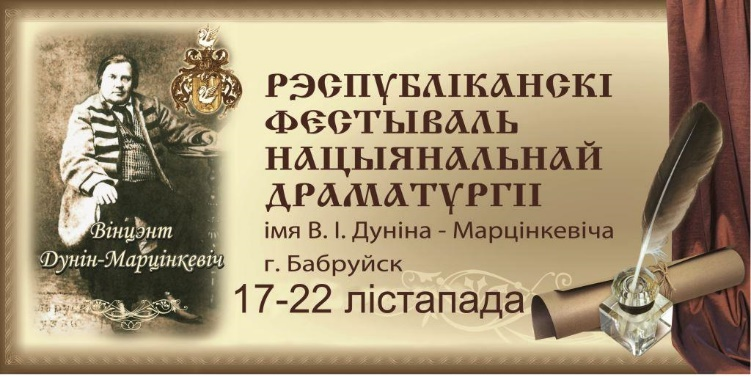 Вінцэнт
Дунін-Марцінкевіч
РЭСПУБЛІКАНСКІ
ФЕСТЫВАЛЬ
НАЦЫЯНАЛЬНАЙ
ДРАМАТУРГІІ
імя В. І. Дуніна - Марцінкевіча
г. Бабруйск
17-22 лістапада